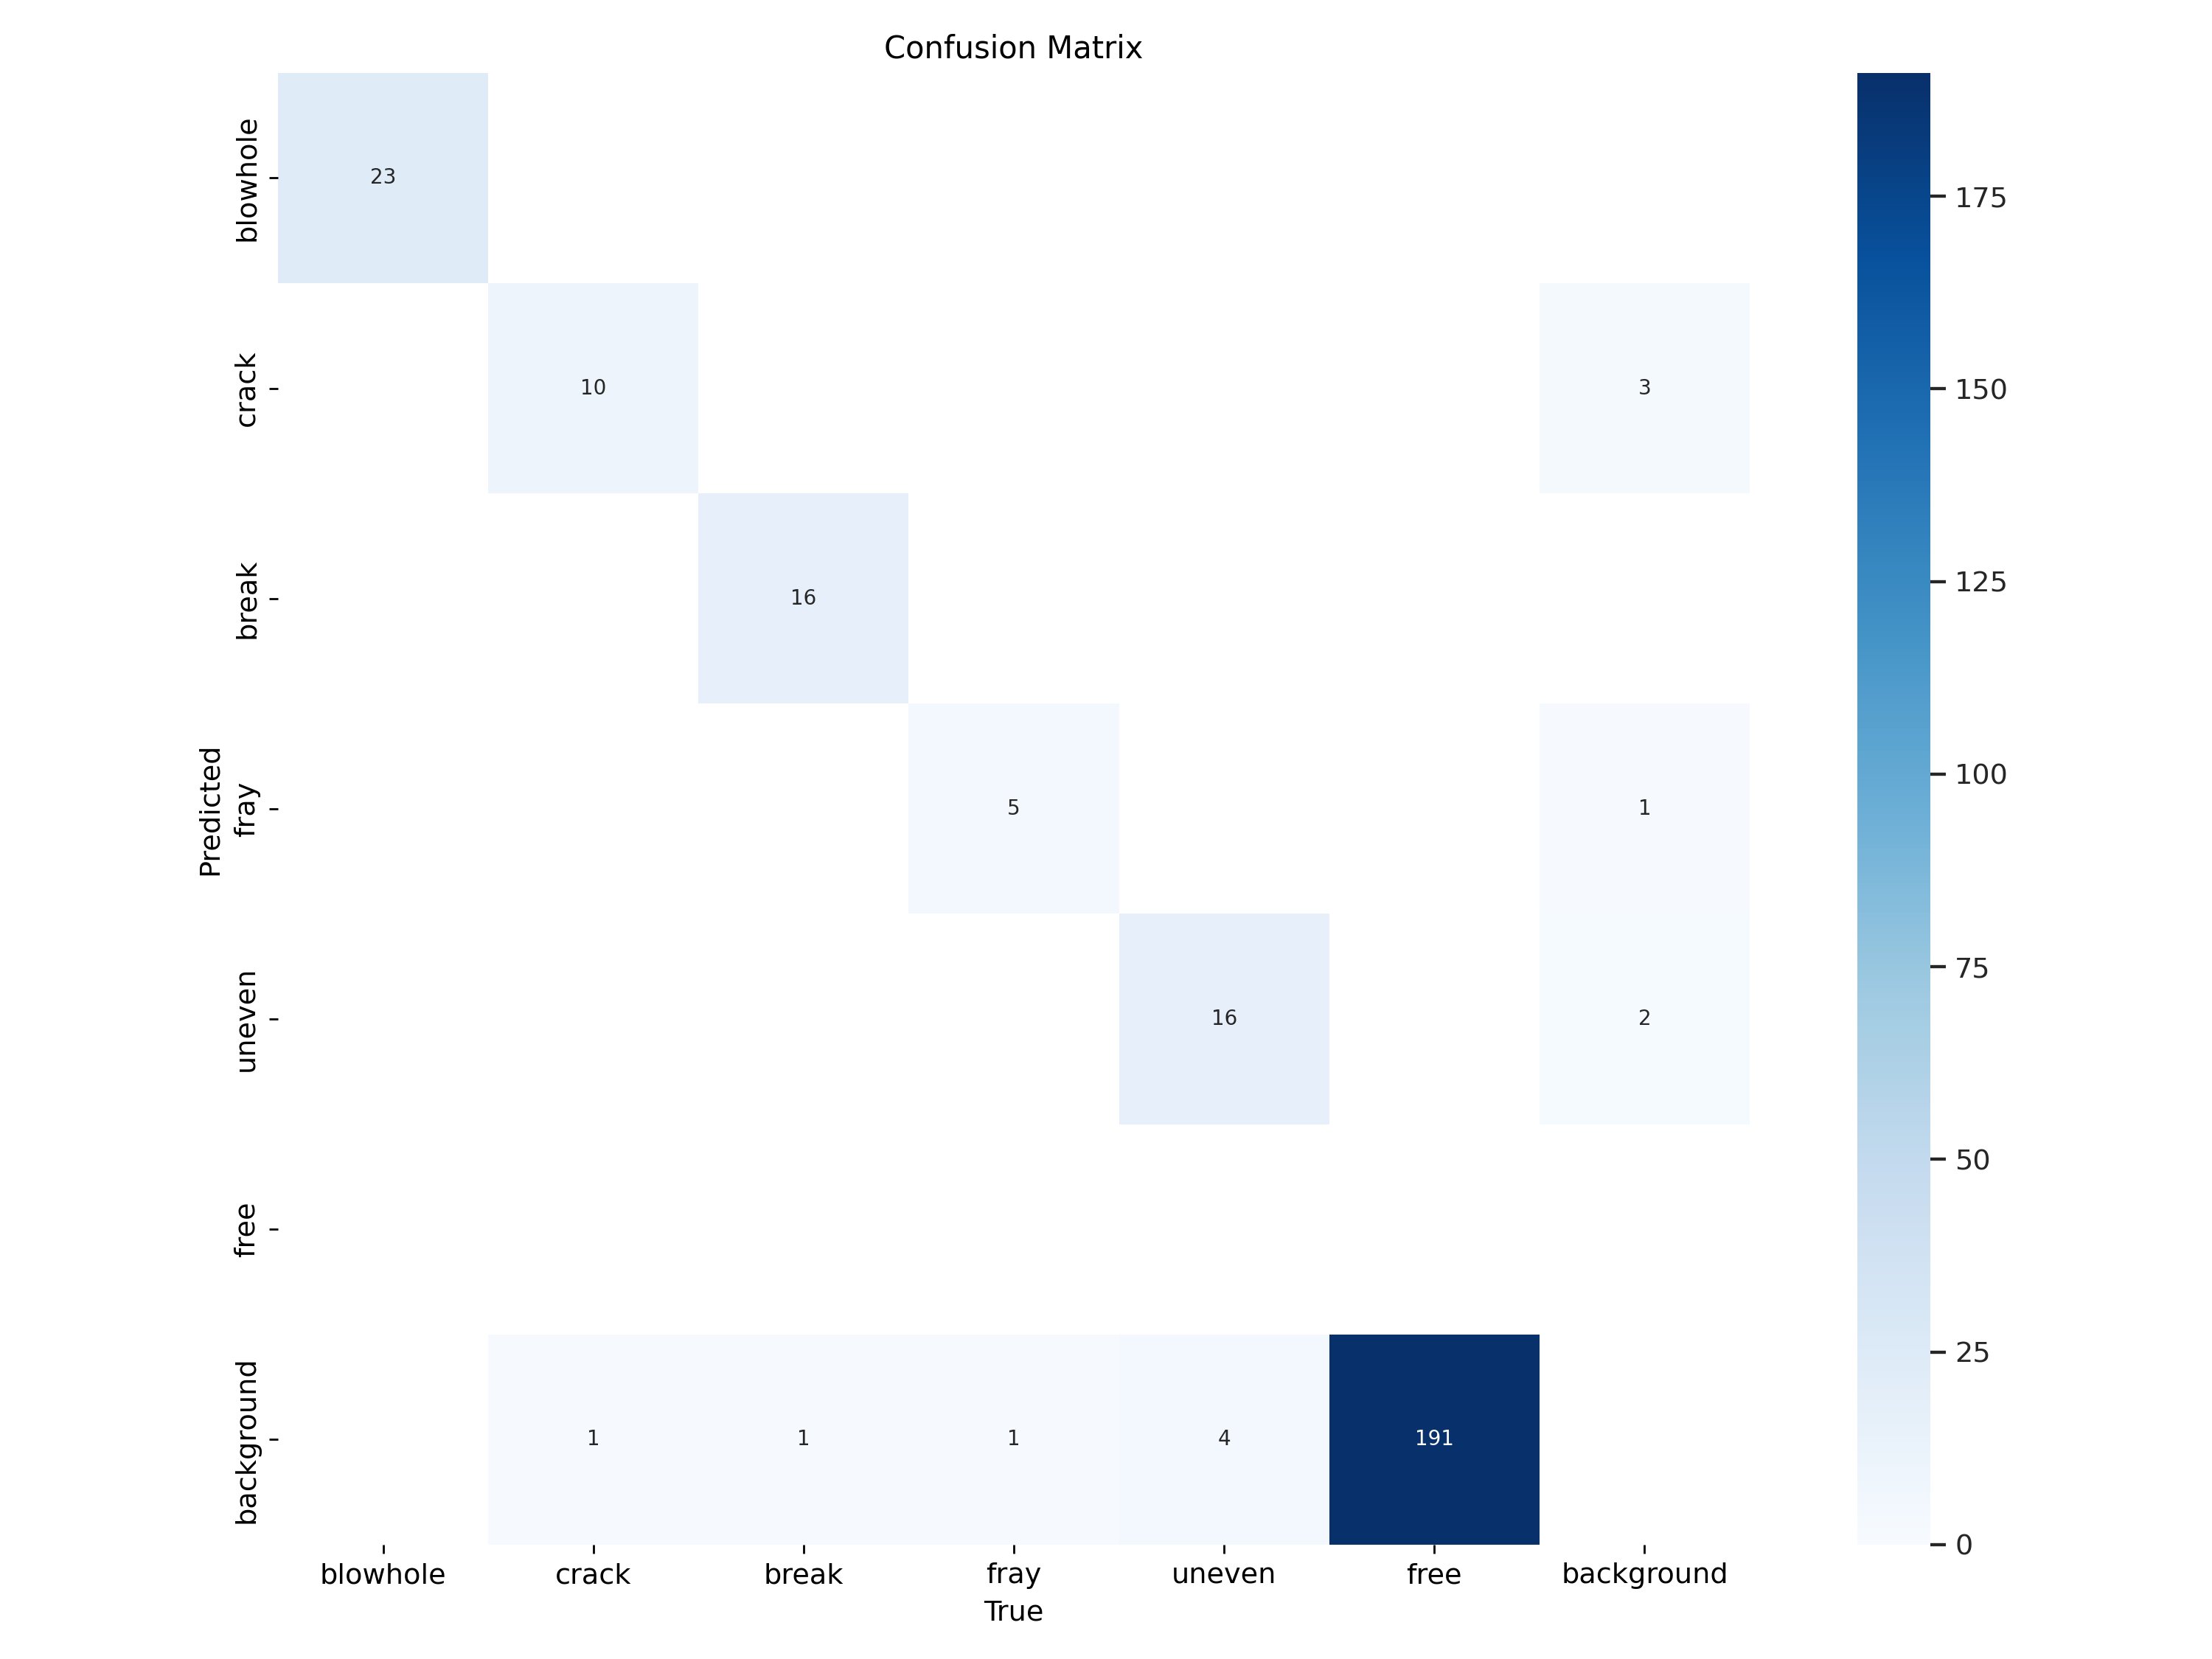 Confusion Matrix
blowhole
23
crack
10
3
break
16
Predicted
fray
5
1
uneven
16
2
free
background
1
1
1
4
191
blowhole
crack
break
fray
uneven
free
background
True
175
150
125
100
75
50
25
0